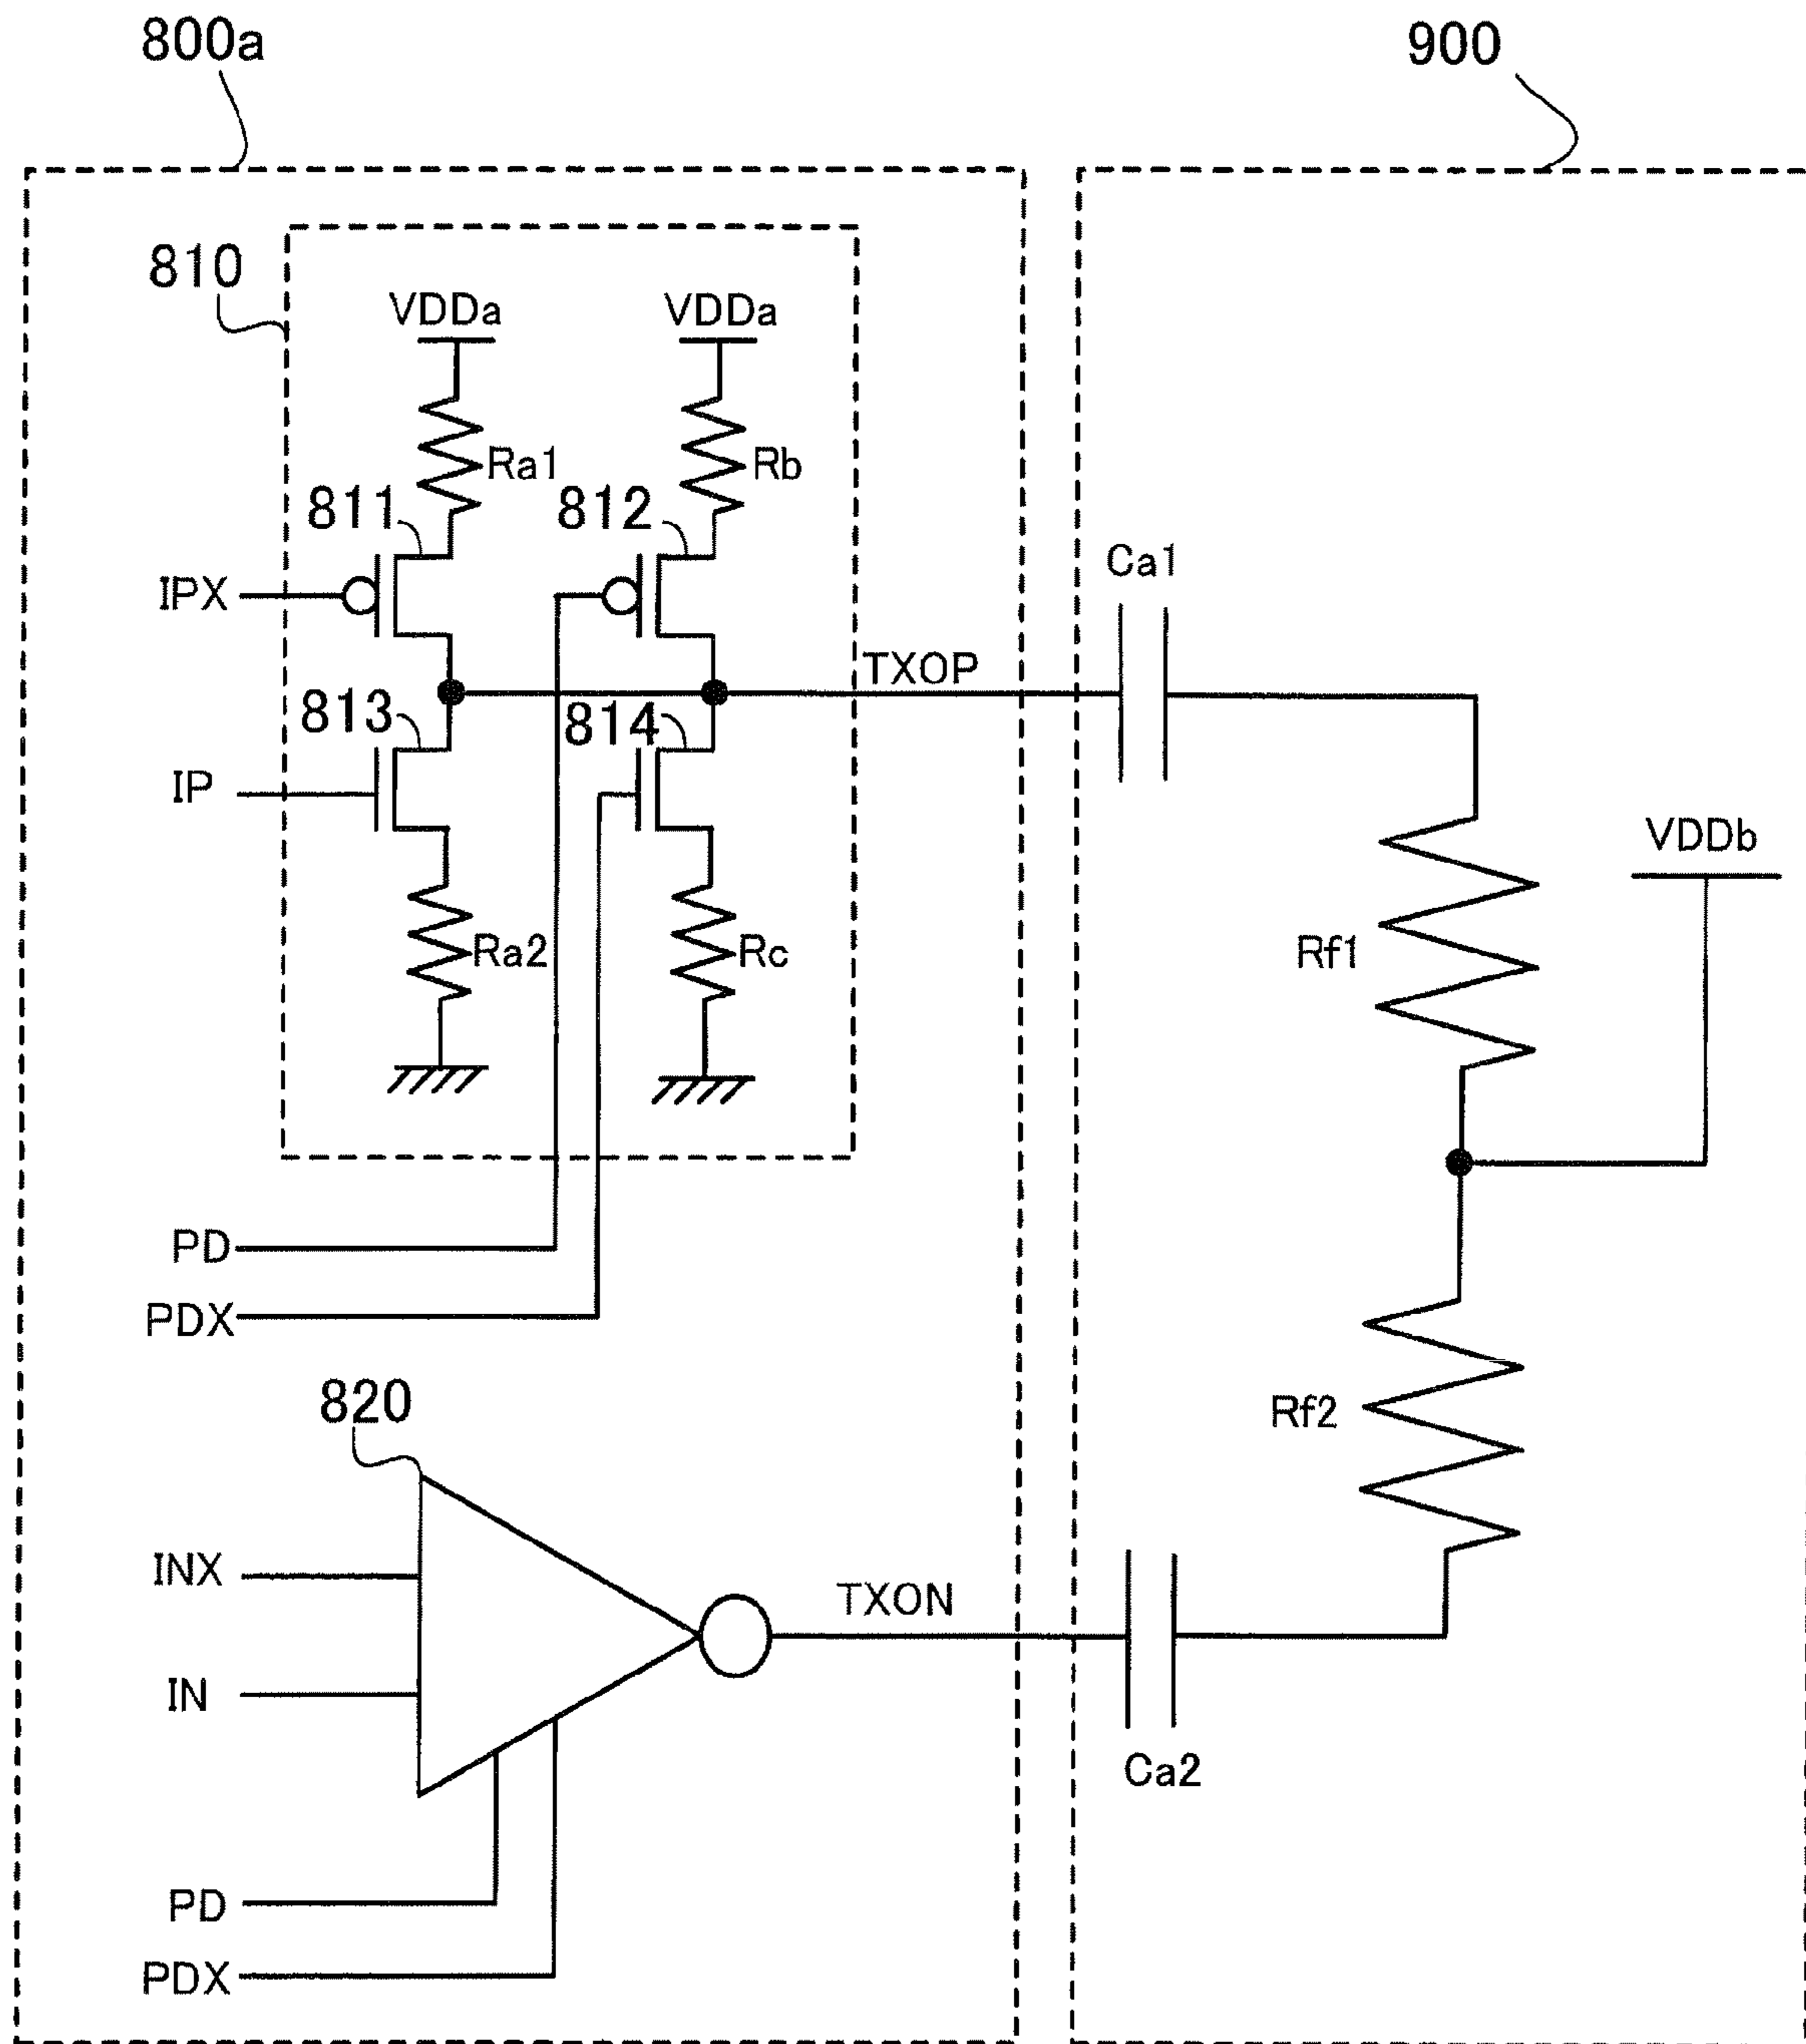 800a
900
810
VDDa
VDDa
Ra1
Rb
811
812
Ca1
IPX
TXOP
813
814
IP
VDDb
Ra2
Rc
Rf1
PD
PDX
820
Rf2
INX
TXON
IN
Ca2
PD
PDX